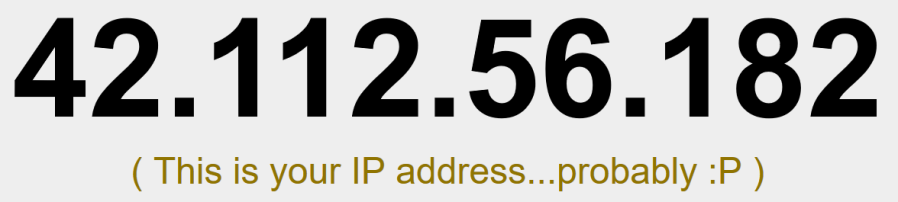 42.112.56.182
( This is your IP address...probably :P )